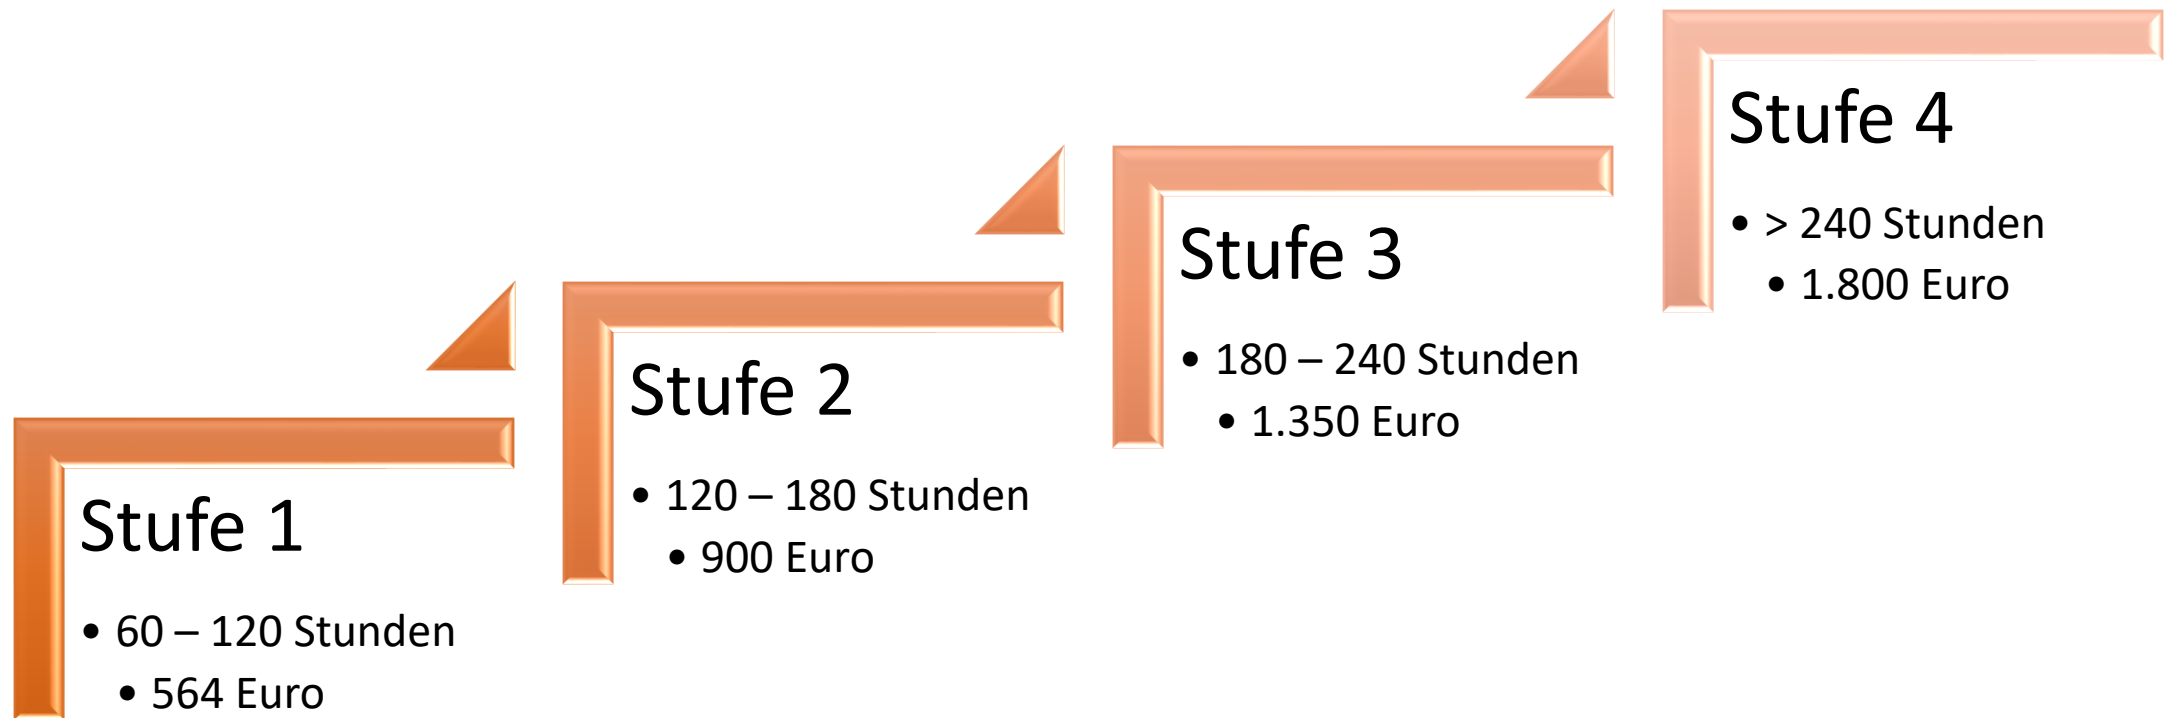 Stufe 1
• 60 – 120 Stunden
• 564 Euro
Stufe 2
• 120 – 180 Stunden
• 900 Euro
Stufe 3
• 180 – 240 Stunden
• 1.350 Euro
Stufe 4
• > 240 Stunden
• 1.800 Euro